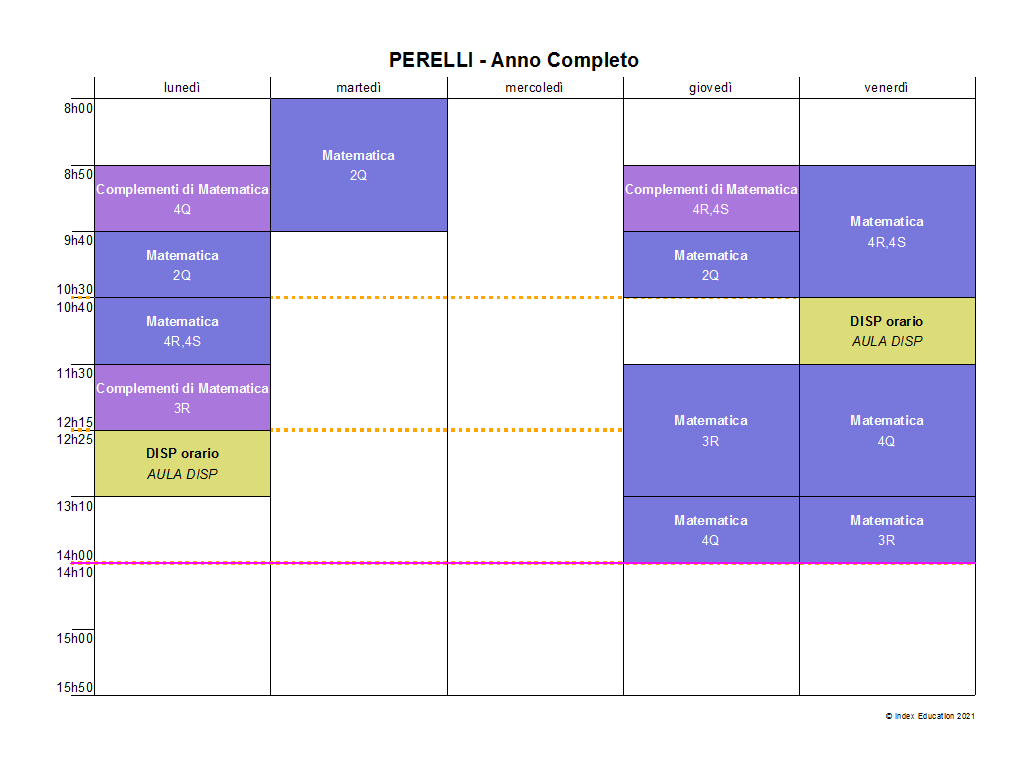 PERELLI - Anno Completo
lunedì martedì mercoledì giovedì venerdì
8h00
Matematica
2Q
8h50
Complementi di Matematica
4Q
Complementi di Matematica
4R,4S
Matematica
4R,4S
9h40
Matematica
2Q
Matematica
2Q
10h30
10h40
Matematica
4R,4S
DISP orario
AULA DISP
11h30
Complementi di Matematica
3R
Matematica
3R
Matematica
4Q
12h15
12h25
DISP orario
AULA DISP
13h10
Matematica
4Q
Matematica
3R
14h00
14h10
15h00
15h50
© Index Education 2021